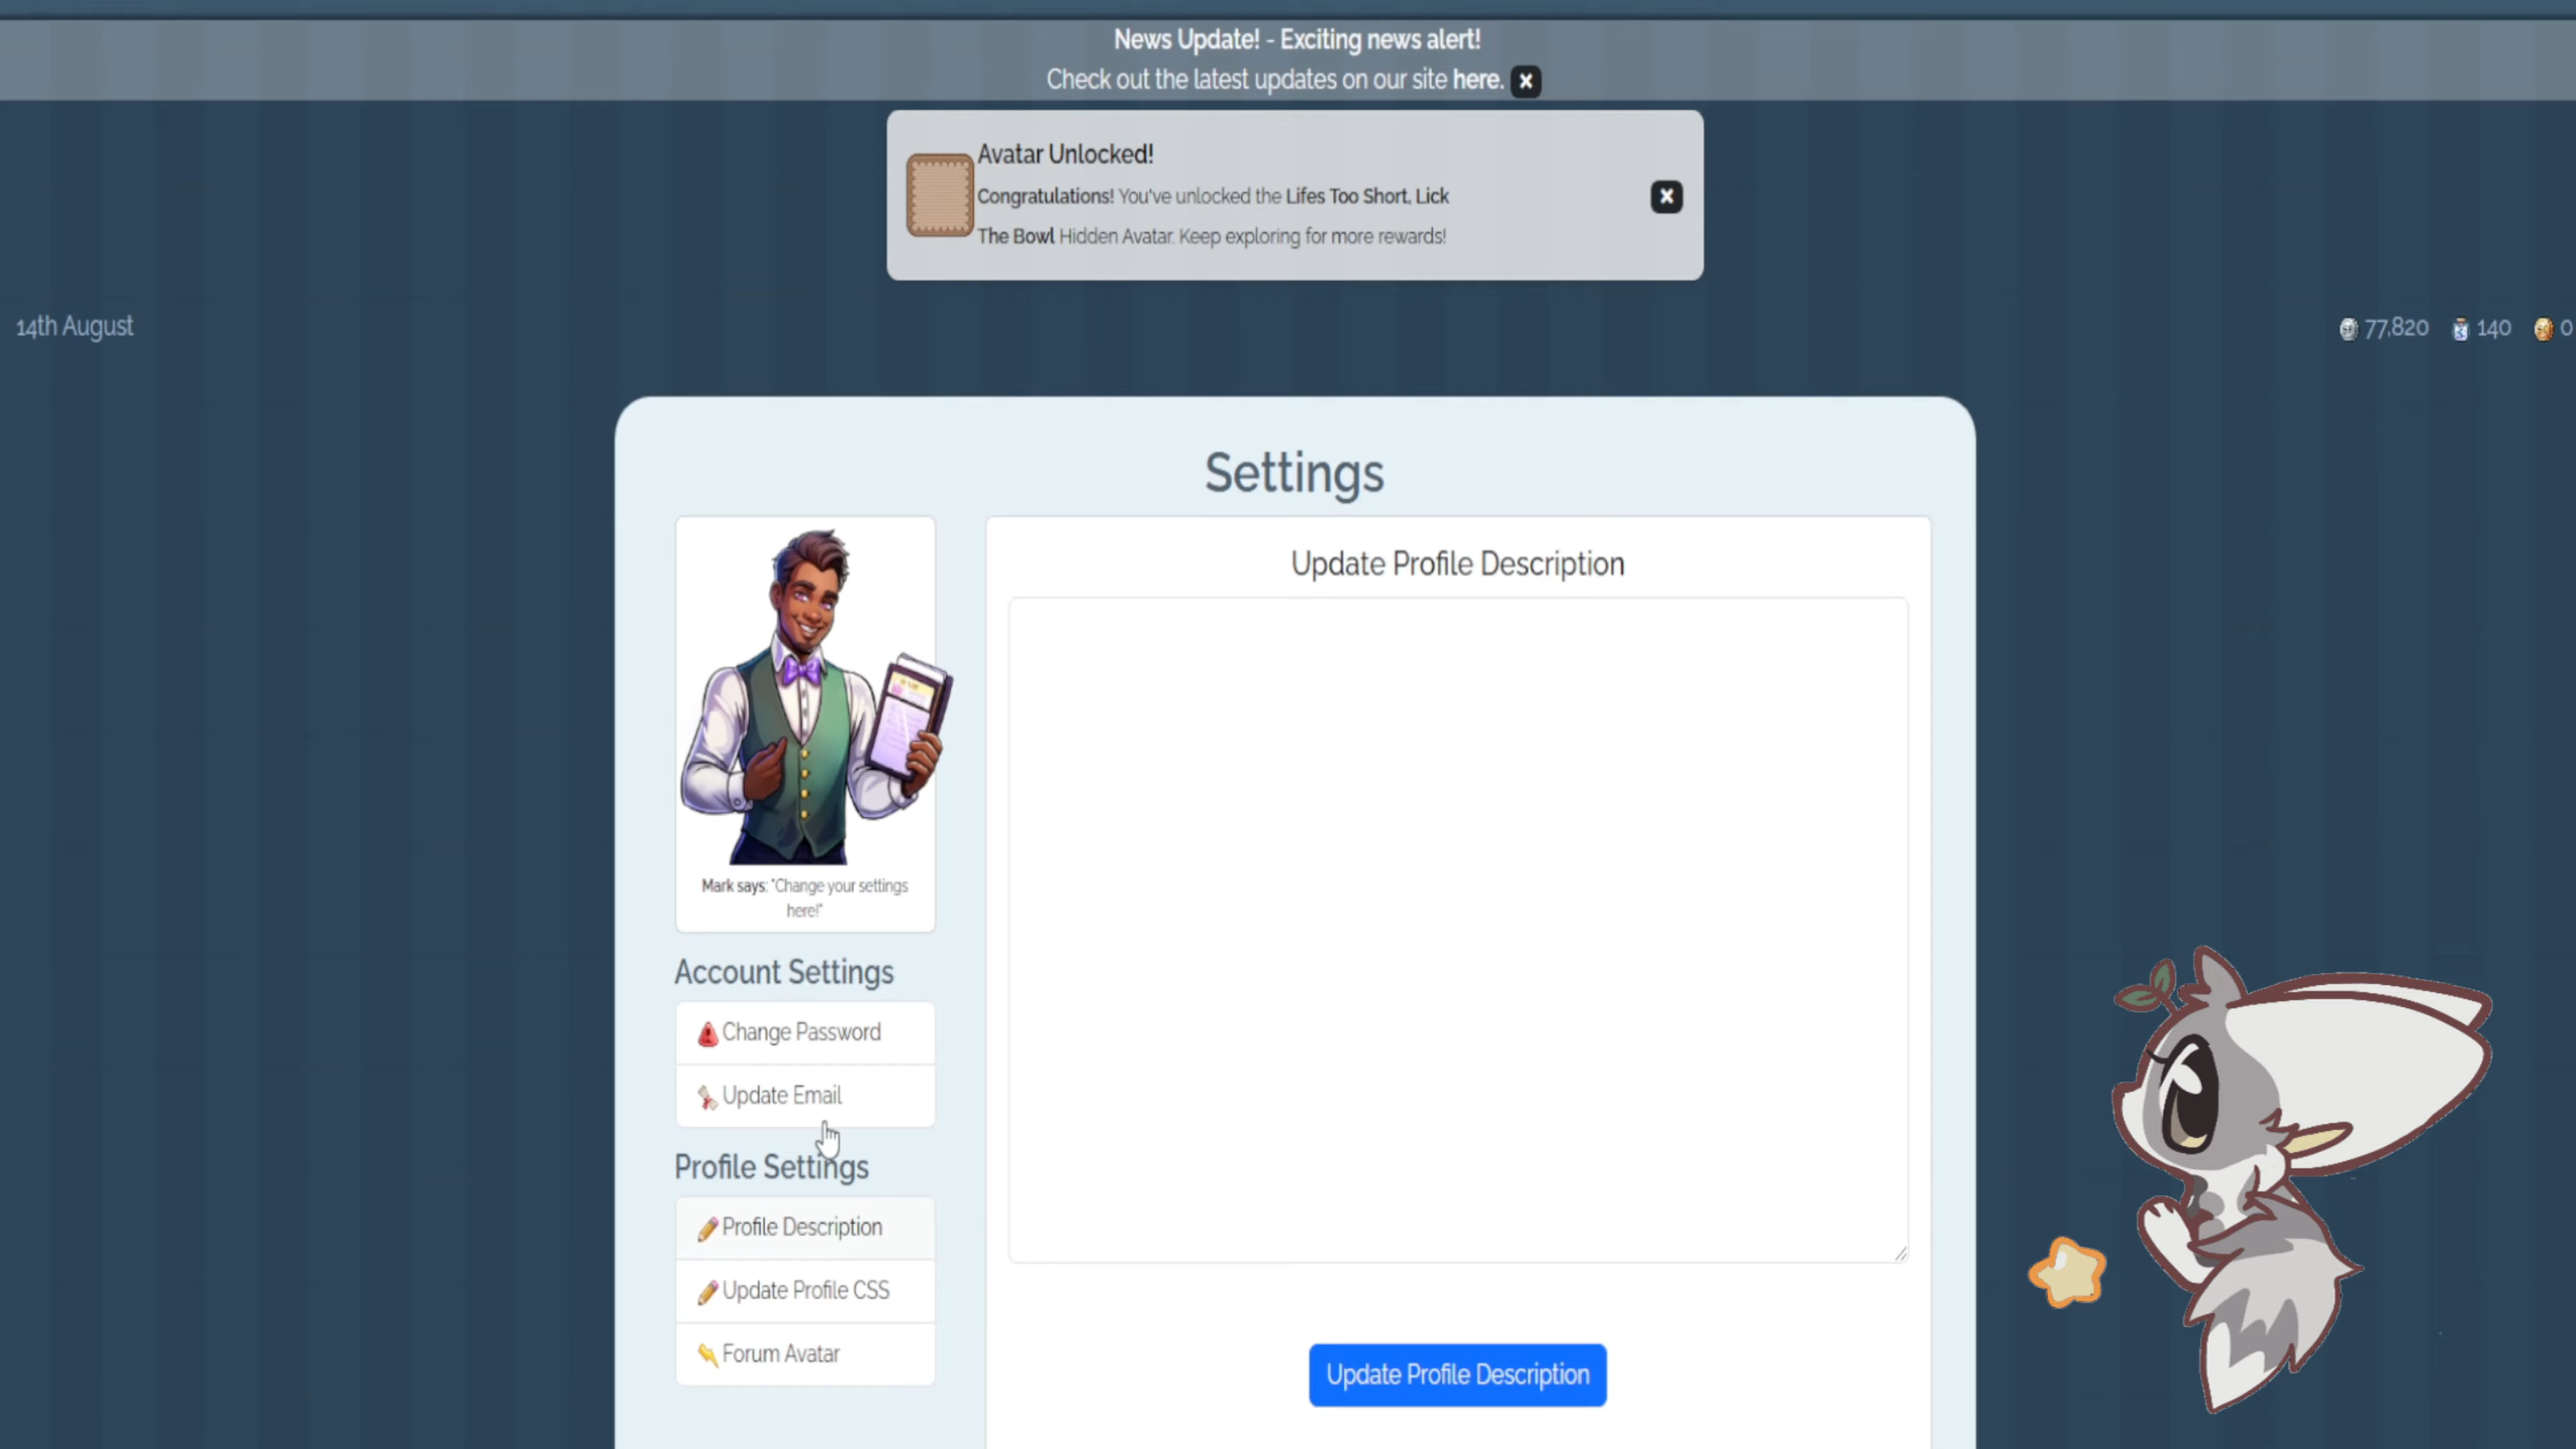 News Update! - Exciting news alert!
Check out the latest updates on our site here.
Avatar Unlocked!
Congratulations! You've unlocked the Lifes Too Short, Lick
The Bowl Hidden Avatar. Keep exploring for more rewards!
14th August
77,820 140 0
Settings
Update Profile Description
Mark says: "Change your settings
here!"
Account Settings
Change Password
Update Email
Profile Settings
Profile Description
Update Profile CSS
Forum Avatar
Update Profile Description